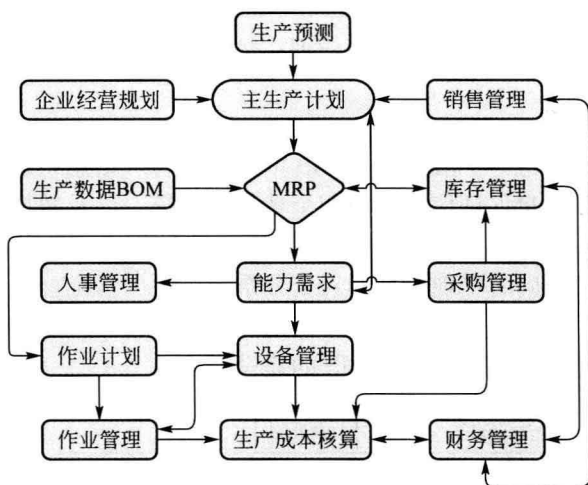 生产预测
企业经营规划
主生产计划
销售管理
生产数据BOM
MRP
库存管理
人事管理
能力需求
采购管理
作业计划
设备管理
作业管理
生产成本核算
财务管理